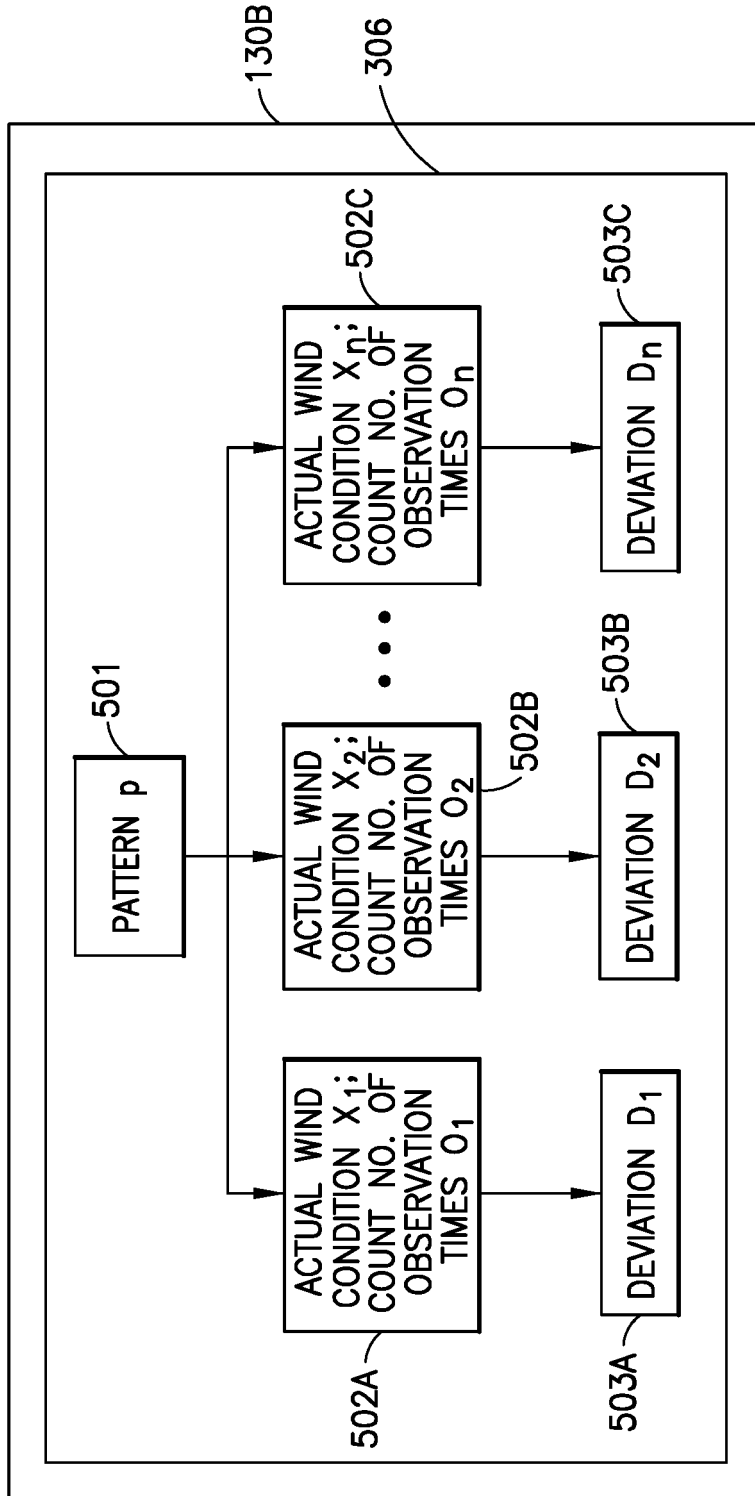 130B
306
501
PATTERN p
502A
ACTUAL WIND
CONDITION X1;
COUNT NO. OF
OBSERVATION
TIMES O1
ACTUAL WIND
CONDITION X2;
COUNT NO. OF
OBSERVATION
TIMES O2
502B
502C
ACTUAL WIND
CONDITION Xn;
COUNT NO. OF
OBSERVATION
TIMES On
503A
DEVIATION D1
503B
DEVIATION D2
503C
DEVIATION Dn